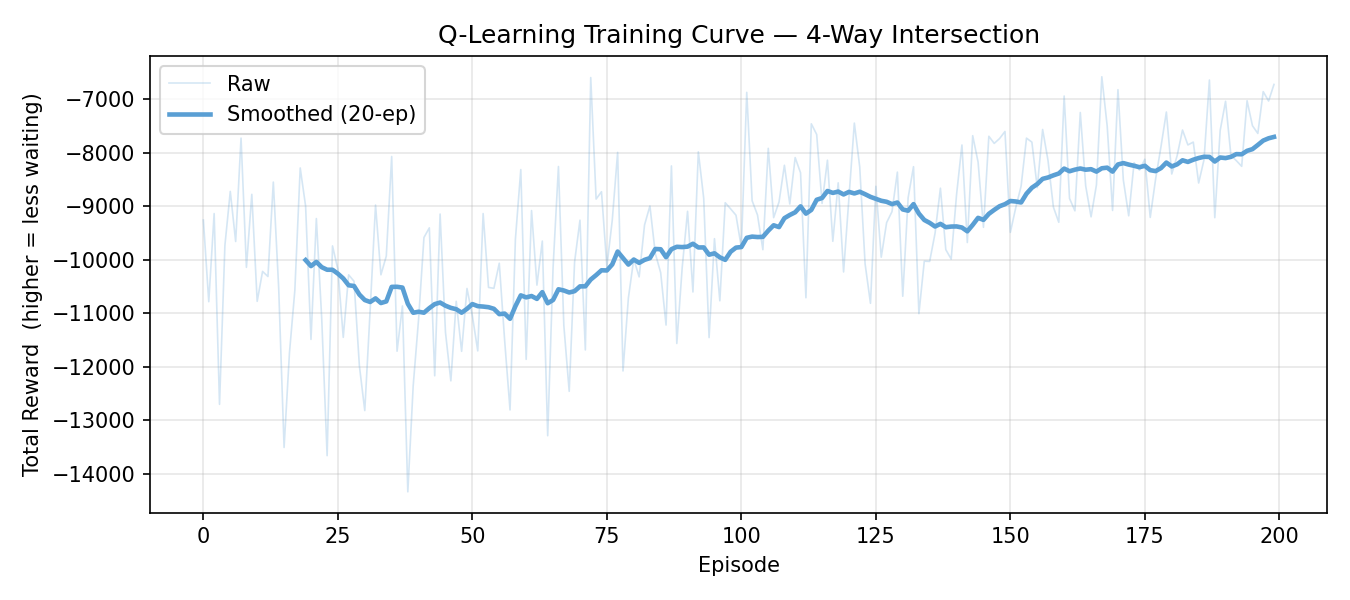 Q-Learning Training Curve — 4-Way Intersection
Raw
Smoothed (20-ep)
Total Reward  (higher = less waiting)
−7000
−8000
−9000
−10000
−11000
−12000
−13000
−14000
0 25 50 75 100 125 150 175 200
Episode